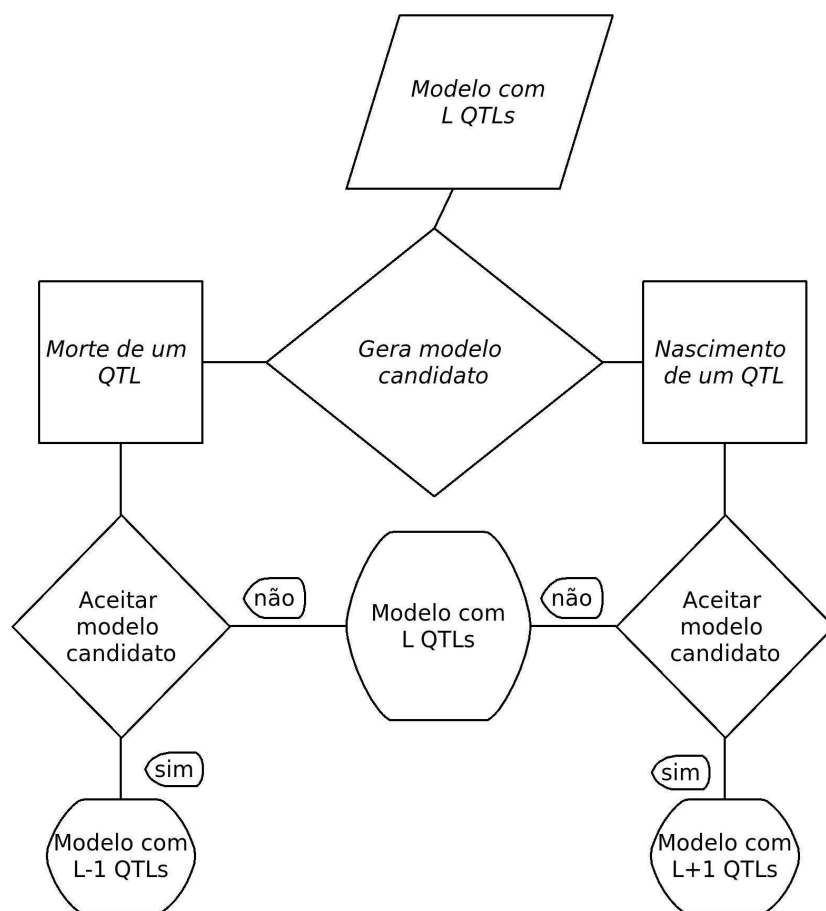 Modelo com
L QTLs
Morte de um
QTL
Gera modelo
candidato
Nascimento
de um QTL
Aceitar
modelo
candidato
não
Modelo com
L QTLs
não
Aceitar
modelo
candidato
sim
sim
Modelo com
L-1 QTLs
Modelo com
L+1 QTLs